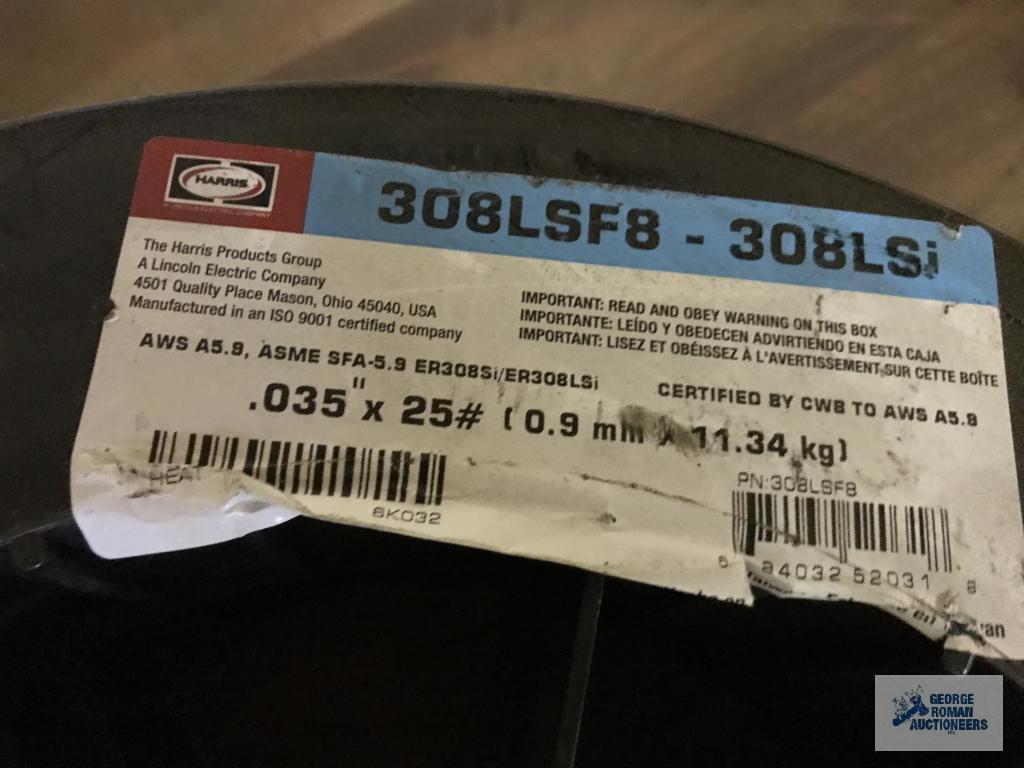 HARRIS
308LSF8 - 308LSi
The Harris Products Group
A Lincoln Electric Company
4501 Quality Place Mason, Ohio 45040, USA
Manufactured in an ISO 9001 certified company
IMPORTANT: READ AND OBEY WARNING ON THIS BOX
IMPORTANTE: LEÍDO Y OBEDECEN ADVIRTIENDO EN ESTA CAJA
IMPORTANT: LISEZ ET OBÉISSEZ À L'AVERTISSEMENT SUR CETTE BOÎTE
AWS A5.9, ASME SFA-5.9 ER308Si/ER308LSi
CERTIFIED BY CWB TO AWS A5.9
.035" x 25# (0.9 mm x 11.34 kg)
HEAT
6K032
PN:308LSF8
84032 52031 8
en
GEORGE
ROMAN
AUCTIONEERS